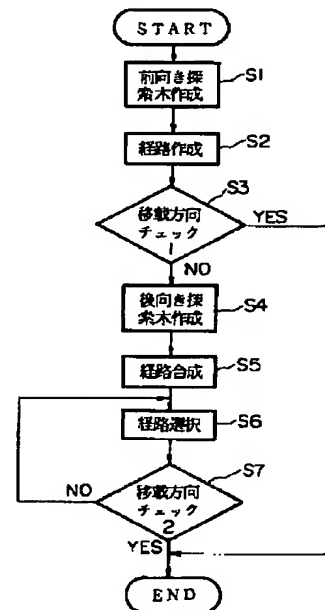 START
前向き探
索木作成
S1
経路作成
S2
S3
移載方向
チェック
1
YES
NO
後向き探
索木作成
S4
経路合成
S5
経路選択
S6
S7
移載方向
チェック
2
NO
YES
END